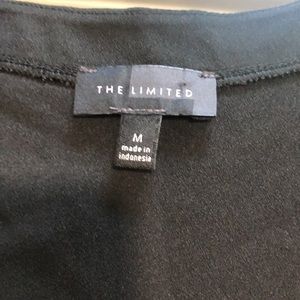 THE LIMITED
M
made in
indonesia